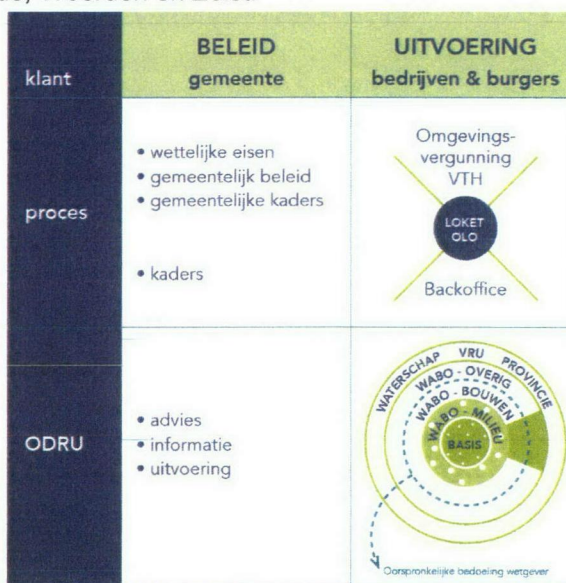 klant
BELEID
gemeente
UITVOERING
bedrijven & burgers
proces
• wettelijke eisen
• gemeentelijk beleid
• gemeentelijke kaders
• kaders
Omgevings-
vergunning
VTH
LOKET
OLO
Backoffice
ODRU
• advies
• informatie
• uitvoering
WATERSCHAP VRU PROVINCIE
WABO - OVERIG
WABO - BOUWEN
WABO - MILIEU
BASIS
Oorspronkelijke bedoeling wetgever